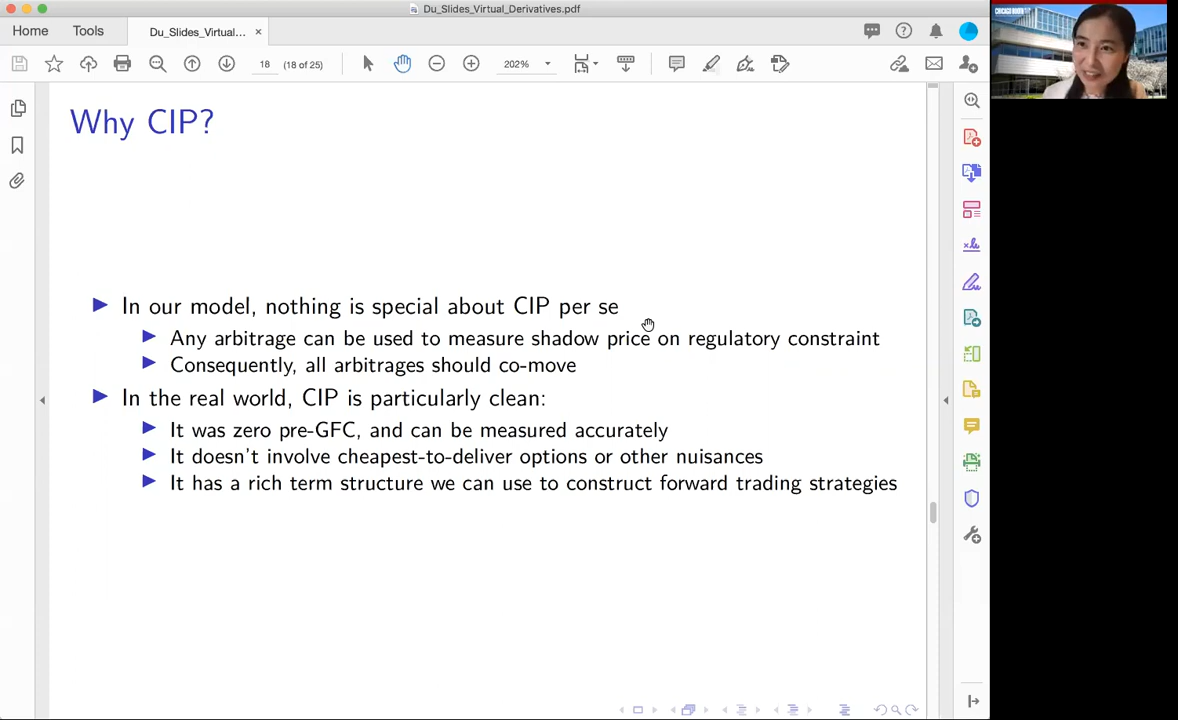 Du_Slides_Virtual_Derivatives.pdf
Home
Tools
Du_Slides_Virtual...
×
18
(18 of 25)
202%
CHICAGO BOOTH
Why CIP?
In our model, nothing is special about CIP per se
Any arbitrage can be used to measure shadow price on regulatory constraint
Consequently, all arbitrages should co-move
In the real world, CIP is particularly clean:
It was zero pre-GFC, and can be measured accurately
It doesn't involve cheapest-to-deliver options or other nuisances
It has a rich term structure we can use to construct forward trading strategies